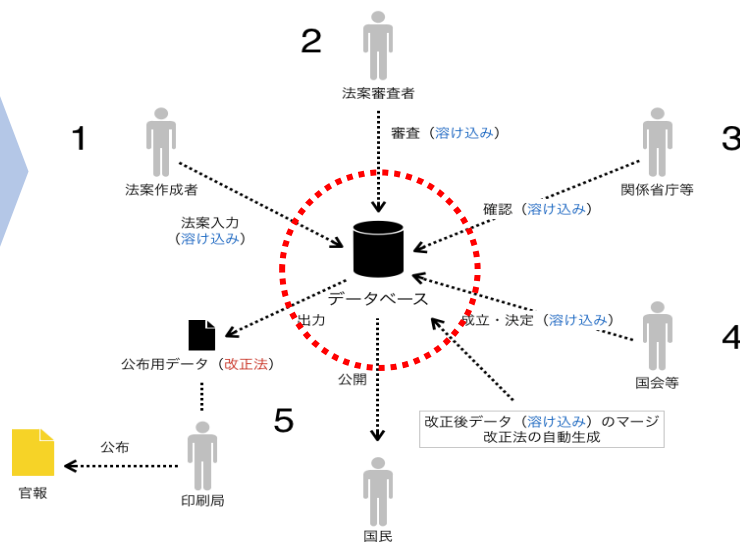 2
法案審査者
1
審査（溶け込み）
3
法案作成者
関係省庁等
法案入力
（溶け込み）
確認（溶け込み）
データベース
出力
成立・決定（溶け込み）
4
公布用データ（改正法）
公開
国会等
5
改正後データ（溶け込み）のマージ
改正法の自動生成
公布
官報
印刷局
国民